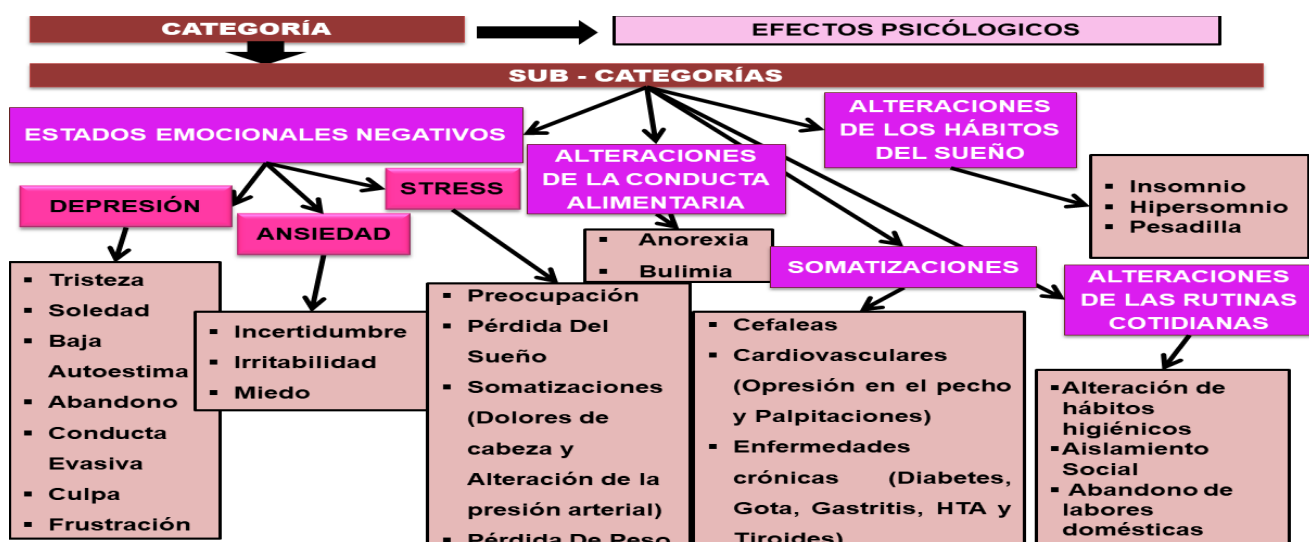 CATEGORÍA
EFECTOS PSICÓLOGICOS
SUB - CATEGORÍAS
ESTADOS EMOCIONALES NEGATIVOS
ALTERACIONES
DE LA CONDUCTA
ALIMENTARIA
ALTERACIONES
DE LOS HÁBITOS
DEL SUEÑO
DEPRESIÓN
ANSIEDAD
STRESS
▪ Anorexia
▪ Bulimia
SOMATIZACIONES
▪ Insomnio
▪ Hipersomnio
▪ Pesadilla
ALTERACIONES
DE LAS RUTINAS
COTIDIANAS
▪ Tristeza
▪ Soledad
▪ Baja
Autoestima
▪ Abandono
▪ Conducta
Evasiva
▪ Culpa
▪ Frustración
▪ Incertidumbre
▪ Irritabilidad
▪ Miedo
▪ Preocupación
▪ Pérdida Del
Sueño
▪ Somatizaciones
(Dolores de
cabeza y
Alteración de la
presión arterial)
▪ Pérdida De Peso
▪ Cefaleas
▪ Cardiovasculares
(Opresión en el pecho
y Palpitaciones)
▪ Enfermedades
crónicas (Diabetes,
Gota, Gastritis, HTA y
Tiroides)
▪Alteración de
hábitos
higiénicos
▪Aislamiento
Social
▪ Abandono de
labores
domésticas